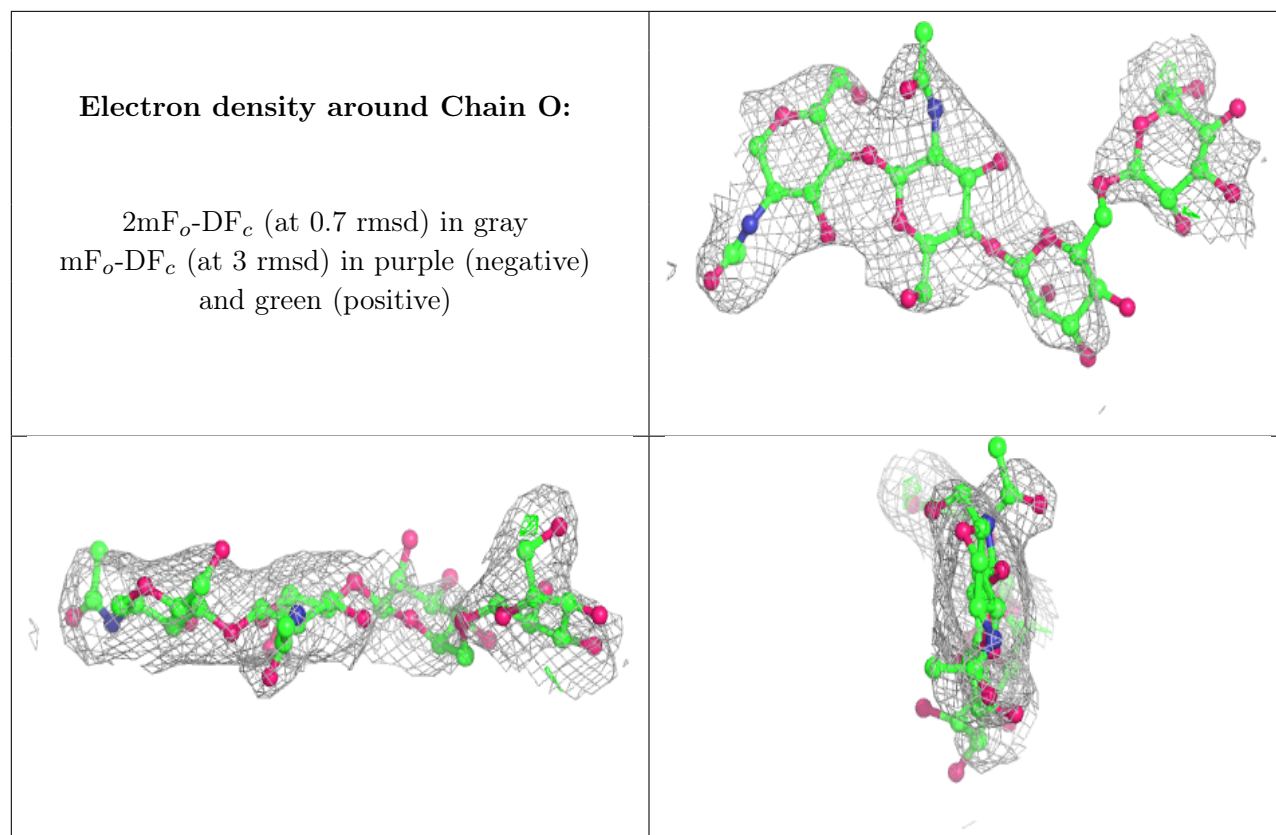 Electron density around Chain O:
2mFo-DFc (at 0.7 rmsd) in gray
mFo-DFc (at 3 rmsd) in purple (negative)
and green (positive)